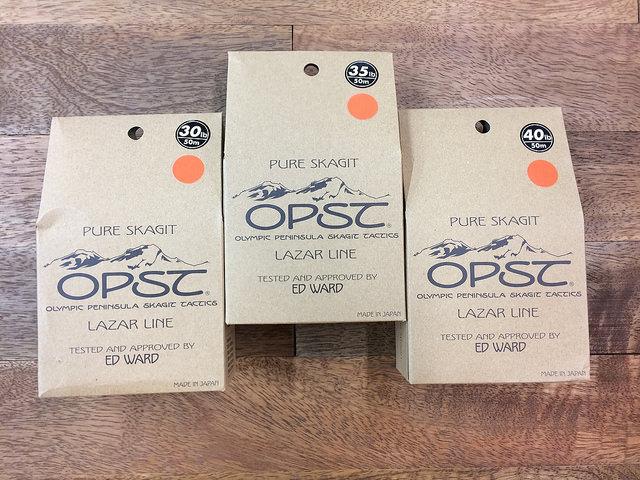 30lb
50m
PURE SKAGIT
OPST®
OLYMPIC PENINSULA SKAGIT TACTICS
LAZAR LINE
TESTED AND APPROVED BY
ED WARD
MADE IN JAPAN
35lb
50m
PURE SKAGIT
OPST®
OLYMPIC PENINSULA SKAGIT TACTICS
LAZAR LINE
TESTED AND APPROVED BY
ED WARD
MADE IN JAPAN
40lb
50m
PURE SKAGIT
OPST®
OLYMPIC PENINSULA SKAGIT TACTICS
LAZAR LINE
TESTED AND APPROVED BY
ED WARD
MADE IN JAPAN